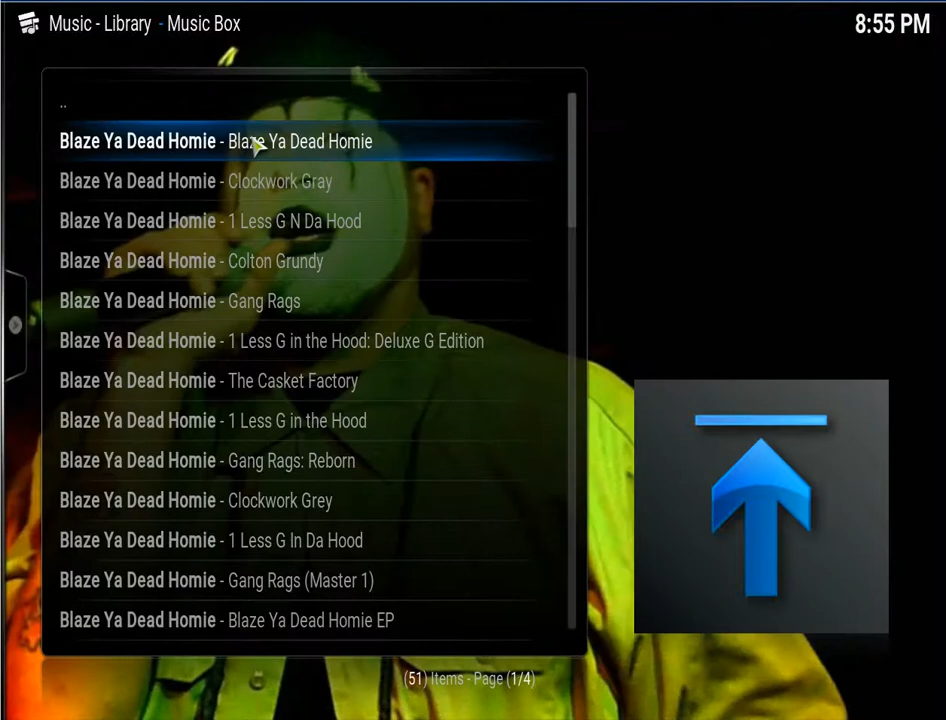 Music - Library - Music Box
8:55 PM
..
Blaze Ya Dead Homie - Blaze Ya Dead Homie
Blaze Ya Dead Homie - Clockwork Gray
Blaze Ya Dead Homie - 1 Less G N Da Hood
Blaze Ya Dead Homie - Colton Grundy
Blaze Ya Dead Homie - Gang Rags
Blaze Ya Dead Homie - 1 Less G in the Hood: Deluxe G Edition
Blaze Ya Dead Homie - The Casket Factory
Blaze Ya Dead Homie - 1 Less G in the Hood
Blaze Ya Dead Homie - Gang Rags: Reborn
Blaze Ya Dead Homie - Clockwork Grey
Blaze Ya Dead Homie - 1 Less G In Da Hood
Blaze Ya Dead Homie - Gang Rags (Master 1)
Blaze Ya Dead Homie - Blaze Ya Dead Homie EP
(51) Items - Page (1/4)